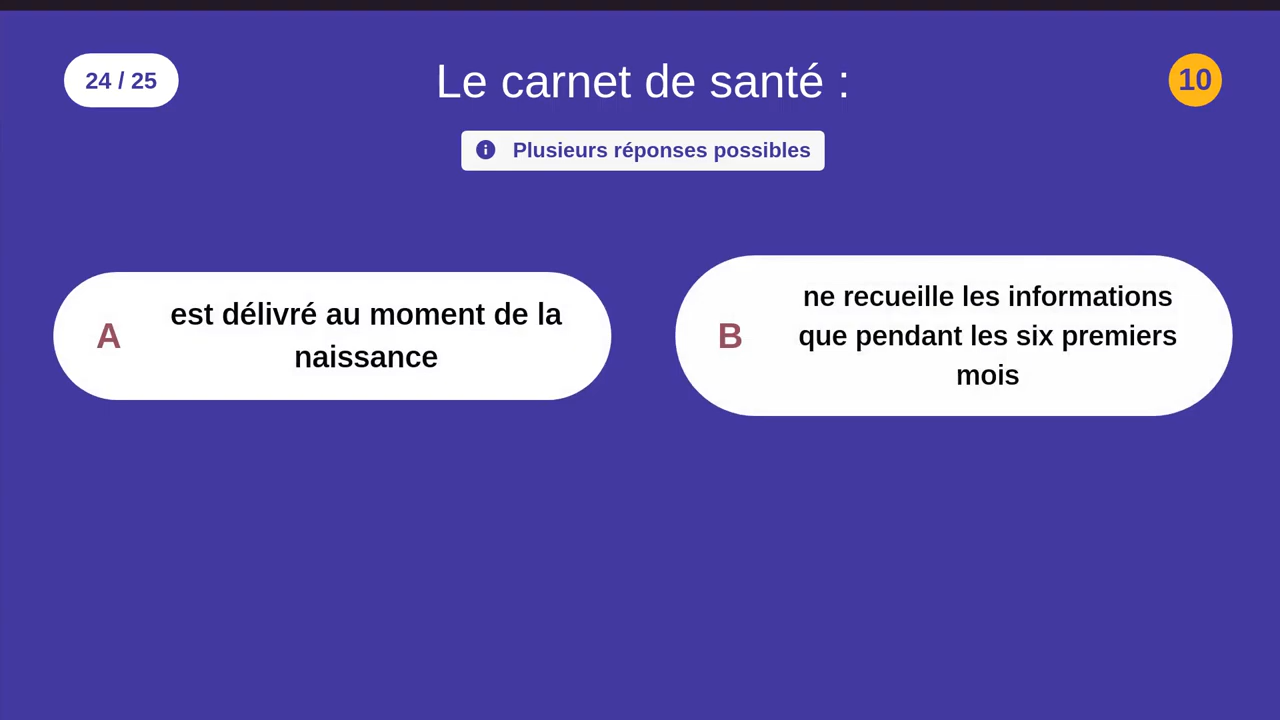 24 / 25
Le carnet de santé :
10
Plusieurs réponses possibles
A
est délivré au moment de la
naissance
B
ne recueille les informations
que pendant les six premiers
mois